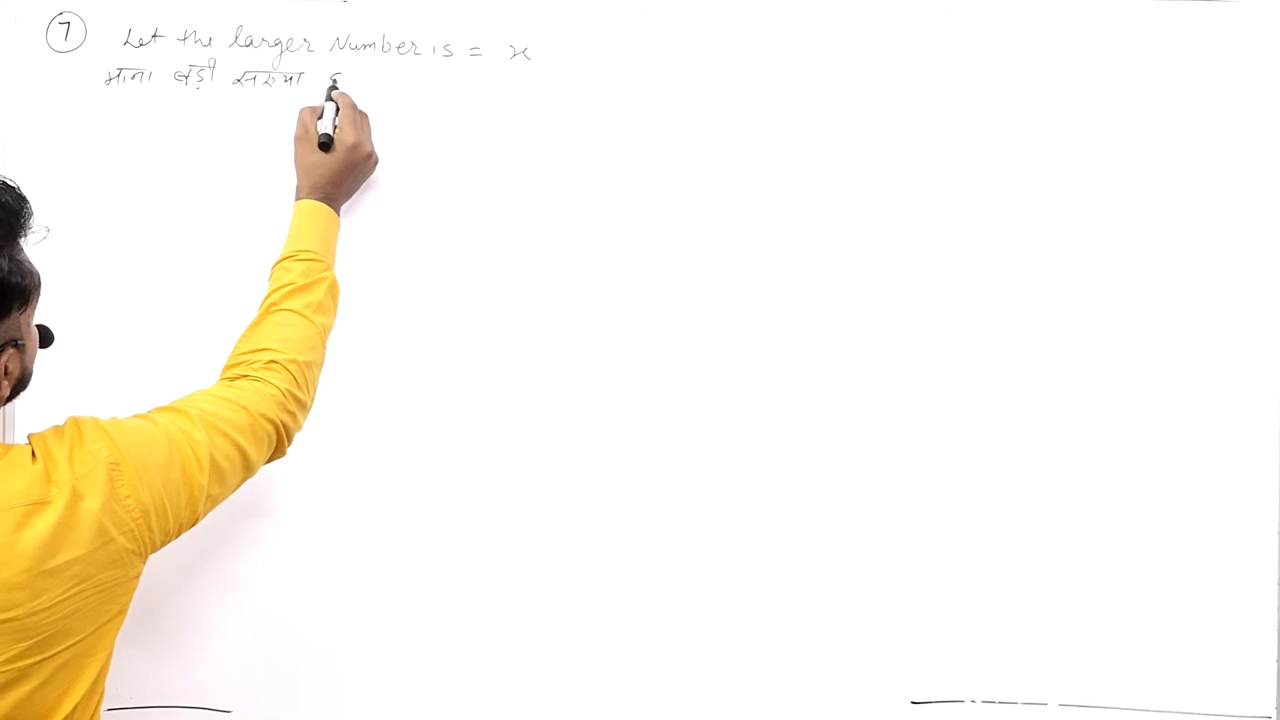 7 Let the larger Number is = x
माना बड़ी संख्या